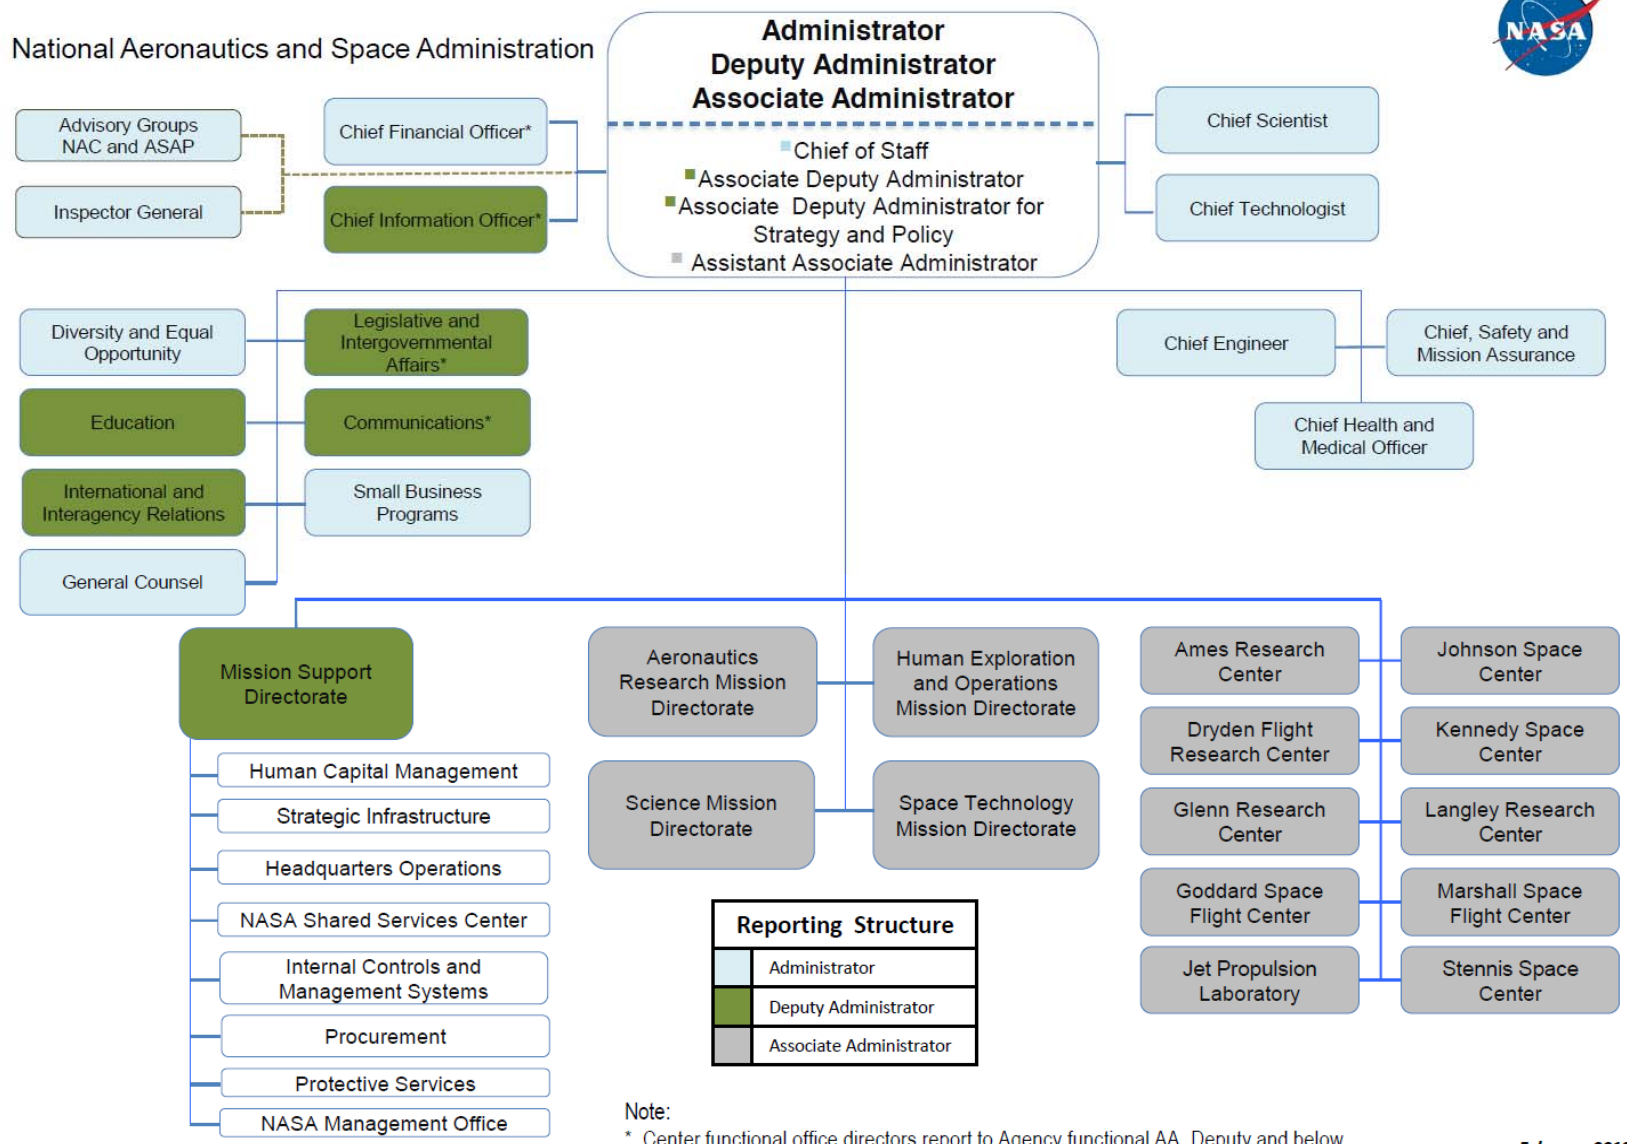 National Aeronautics and Space Administration
Administrator
Deputy Administrator
Associate Administrator
Chief of Staff
Associate Deputy Administrator
Associate Deputy Administrator for
Strategy and Policy
Assistant Associate Administrator
NASA
Advisory Groups
NAC and ASAP
Inspector General
Chief Financial Officer*
Chief Information Officer*
Chief Scientist
Chief Technologist
Diversity and Equal
Opportunity
Legislative and
Intergovernmental
Affairs*
Education
Communications*
International and
Interagency Relations
Small Business
Programs
General Counsel
Chief Engineer
Chief, Safety and
Mission Assurance
Chief Health and
Medical Officer
Mission Support
Directorate
Human Capital Management
Strategic Infrastructure
Headquarters Operations
NASA Shared Services Center
Internal Controls and
Management Systems
Procurement
Protective Services
NASA Management Office
Aeronautics
Research Mission
Directorate
Human Exploration
and Operations
Mission Directorate
Science Mission
Directorate
Space Technology
Mission Directorate
Ames Research
Center
Johnson Space
Center
Dryden Flight
Research Center
Kennedy Space
Center
Glenn Research
Center
Langley Research
Center
Goddard Space
Flight Center
Marshall Space
Flight Center
Jet Propulsion
Laboratory
Stennis Space
Center
Reporting Structure
Administrator
Deputy Administrator
Associate Administrator
Note:
* Center functional office directors report to Agency functional AA. Deputy and below